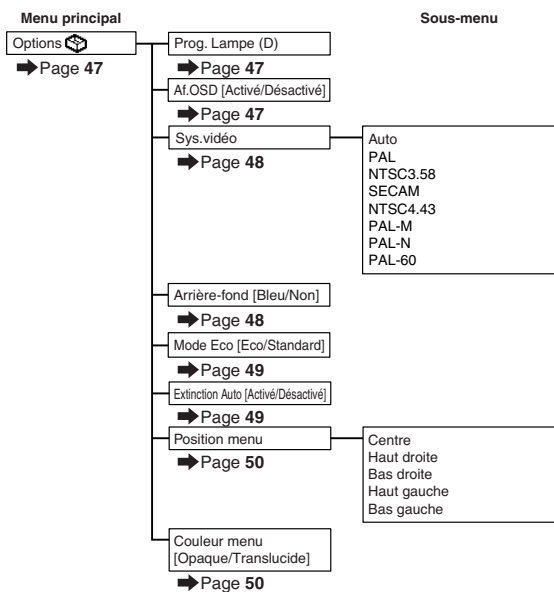 Menu principal
Sous-menu
Options
Page 47
Prog. Lampe (D)
Page 47
Af.OSD [Activé/Désactivé]
Page 47
Sys.vidéo
Page 48
Auto
PAL
NTSC3.58
SECAM
NTSC4.43
PAL-M
PAL-N
PAL-60
Arrière-fond [Bleu/Non]
Page 48
Mode Eco [Eco/Standard]
Page 49
Extinction Auto [Activé/Désactivé]
Page 49
Position menu
Page 50
Centre
Haut droite
Bas droite
Haut gauche
Bas gauche
Couleur menu
[Opaque/Translucide]
Page 50